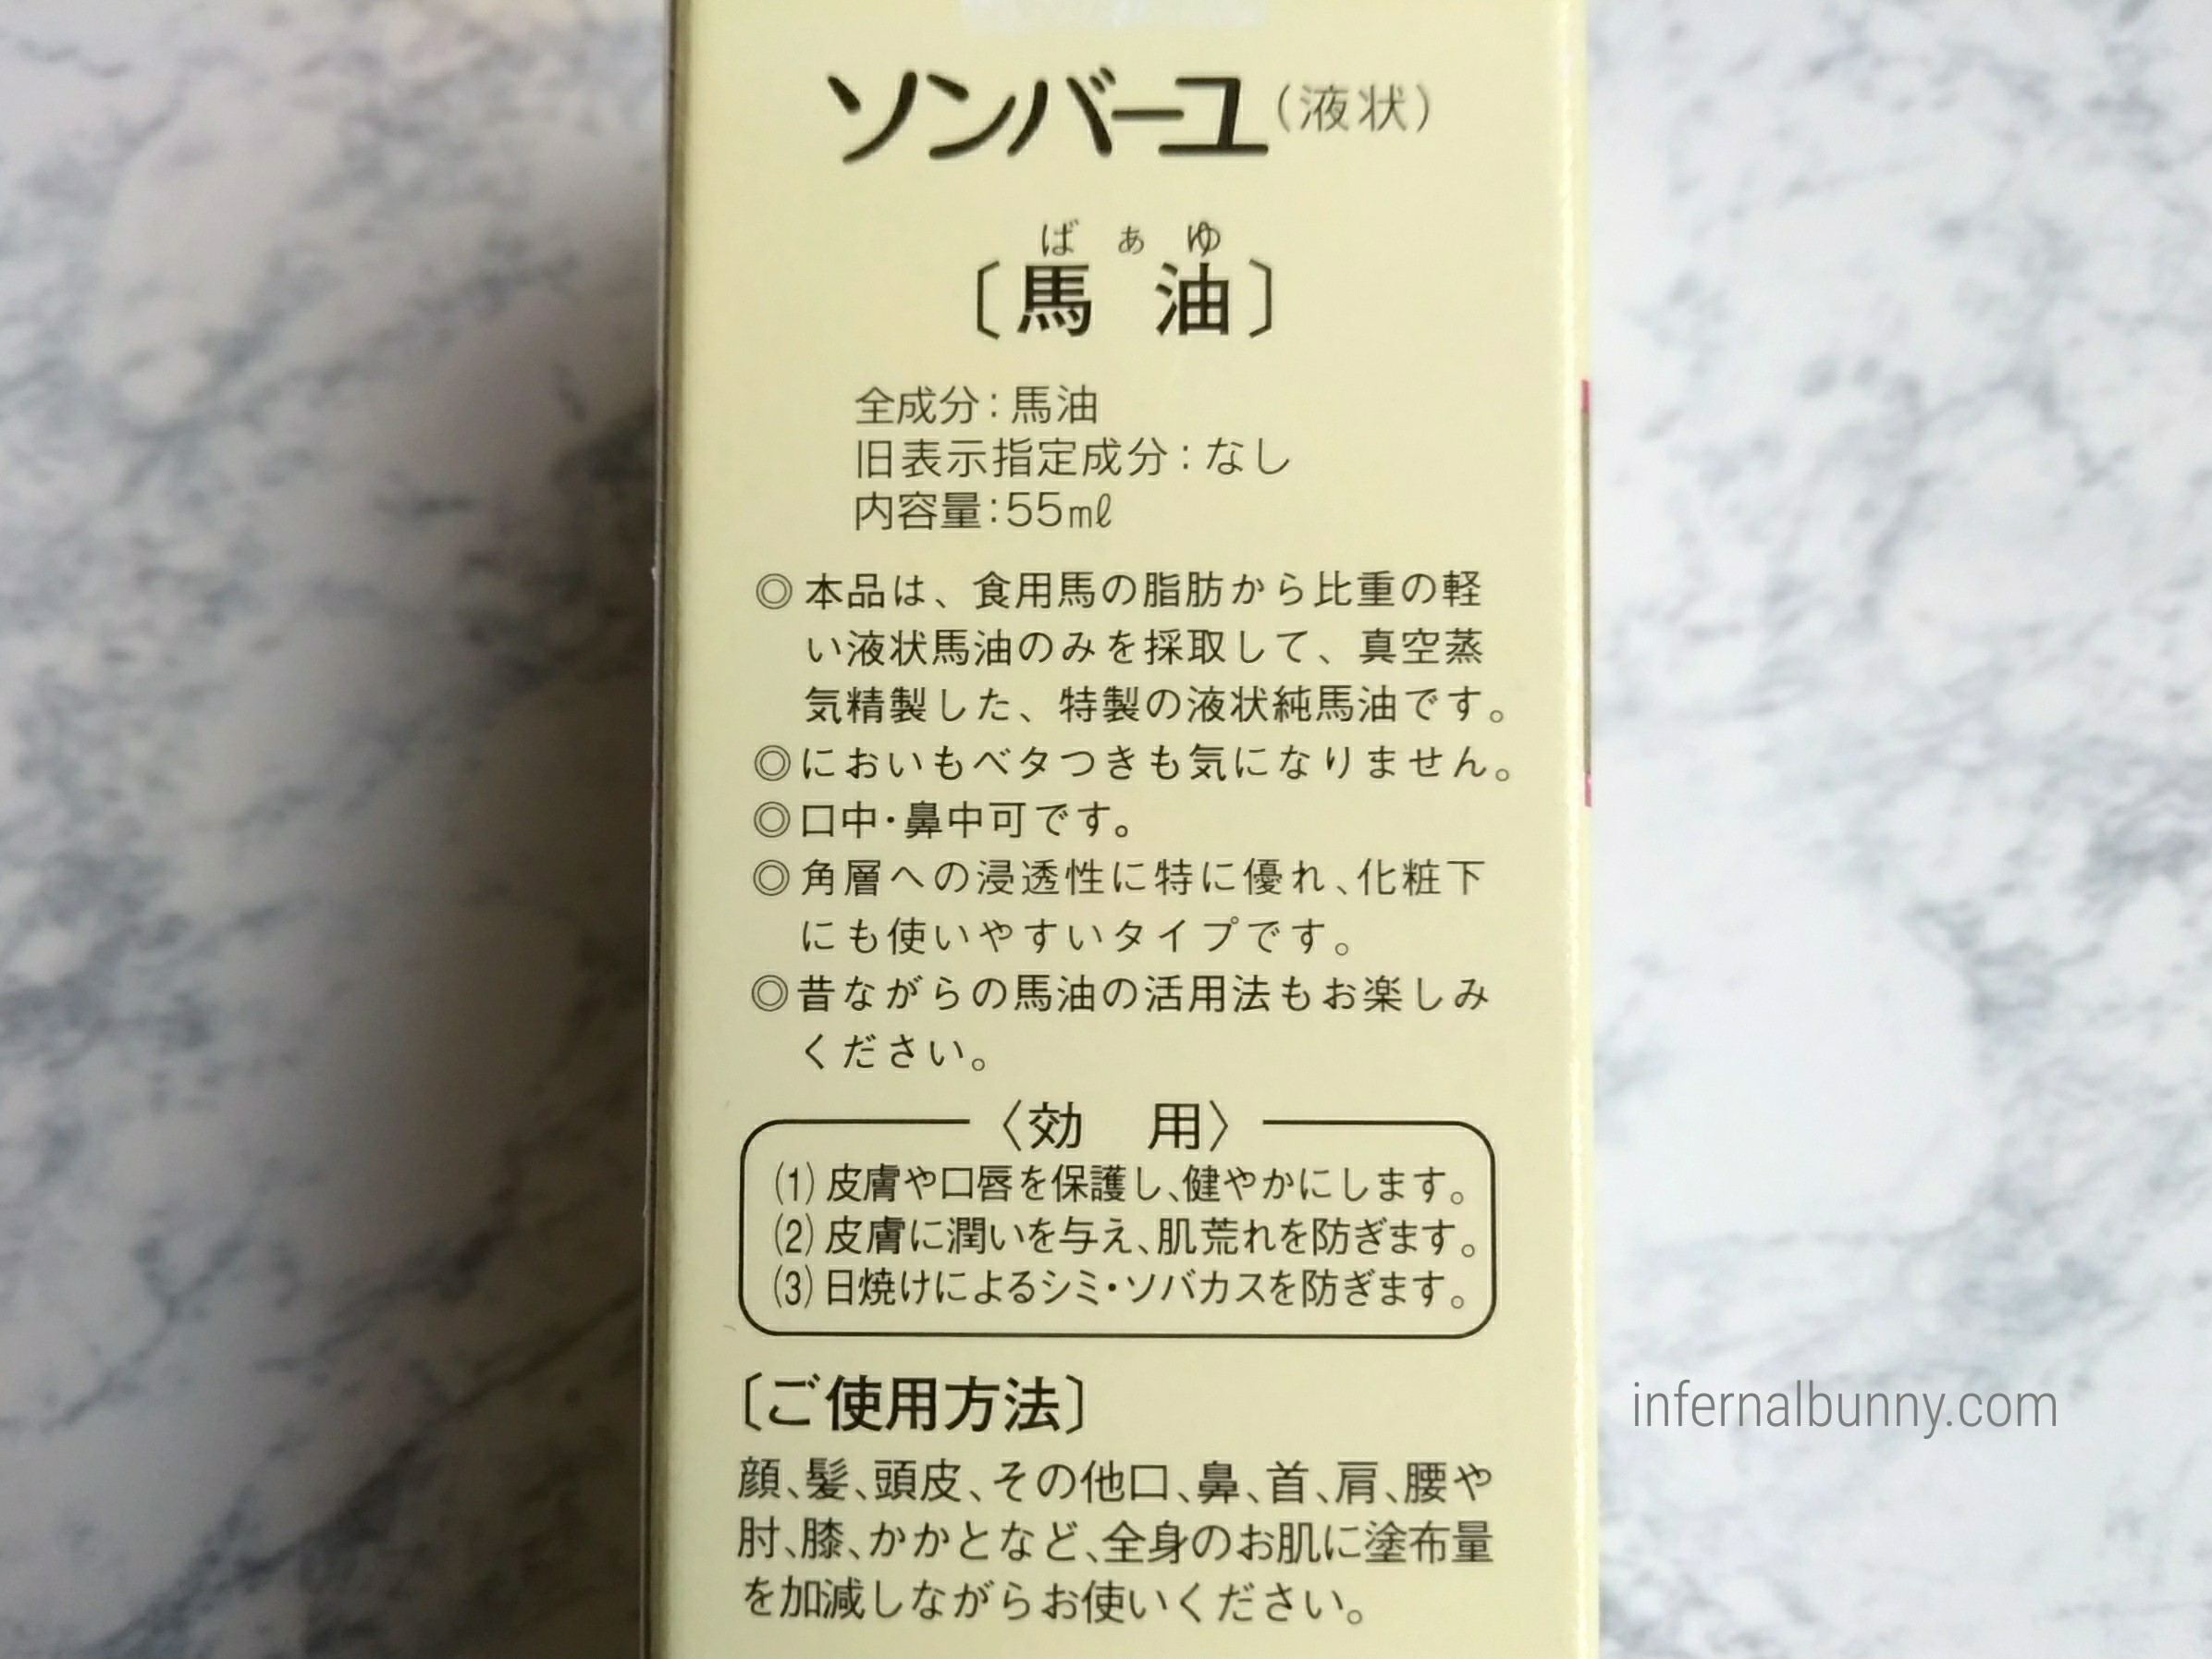 ソンバーユ（液状）
ばぁゆ
〔馬 油〕
全成分：馬油
旧表示指定成分：なし
内容量：55㎖
◎本品は、食用馬の脂肪から比重の軽
い液状馬油のみを採取して、真空蒸
気精製した、特製の液状純馬油です。
◎においもベタつきも気になりません。
◎口中・鼻中可です。
◎角層への浸透性に特に優れ、化粧下
にも使いやすいタイプです。
◎昔ながらの馬油の活用法もお楽しみ
ください。
〈効 用〉
(1)皮膚や口唇を保護し、健やかにします。
(2)皮膚に潤いを与え、肌荒れを防ぎます。
(3)日焼けによるシミ・ソバカスを防ぎます。
〔ご使用方法〕
顔、髪、頭皮、その他口、鼻、首、肩、腰や
肘、膝、かかとなど、全身のお肌に塗布量
を加減しながらお使いください。
infernalbunny.com